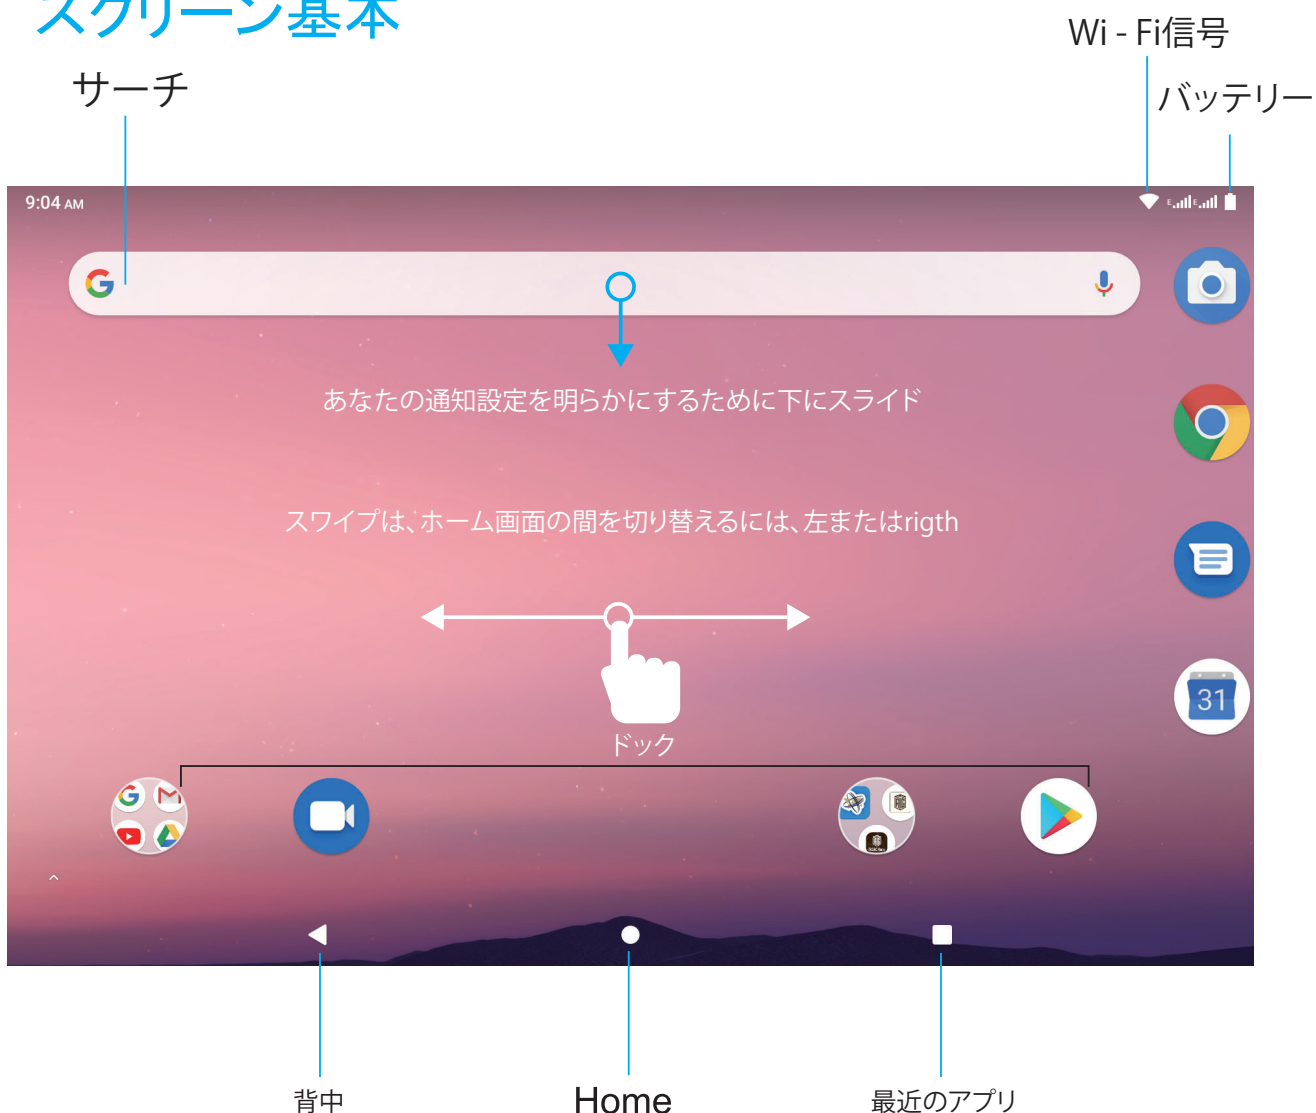 スクリーン基本
Wi - Fi信号
サーチ
バッテリー
9:04 AM
E E
G
あなたの通知設定を明らかにするために下にスライド
スワイプは、ホーム画面の間を切り替えるには、左またはrigth
31
ドック
G M
背中
Home
最近のアプリ